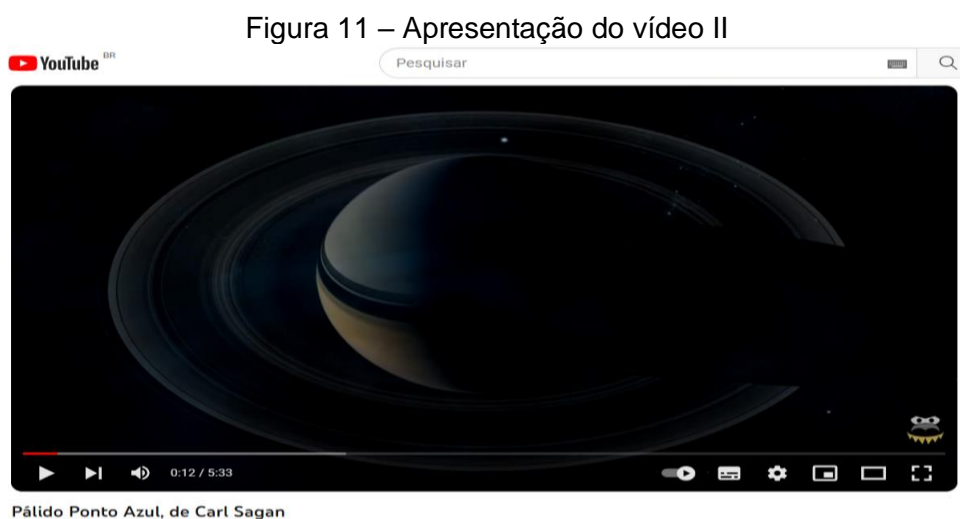 Figura 11 – Apresentação do vídeo II
YouTube BR
Pesquisar
0:12 / 5:33
Pálido Ponto Azul, de Carl Sagan